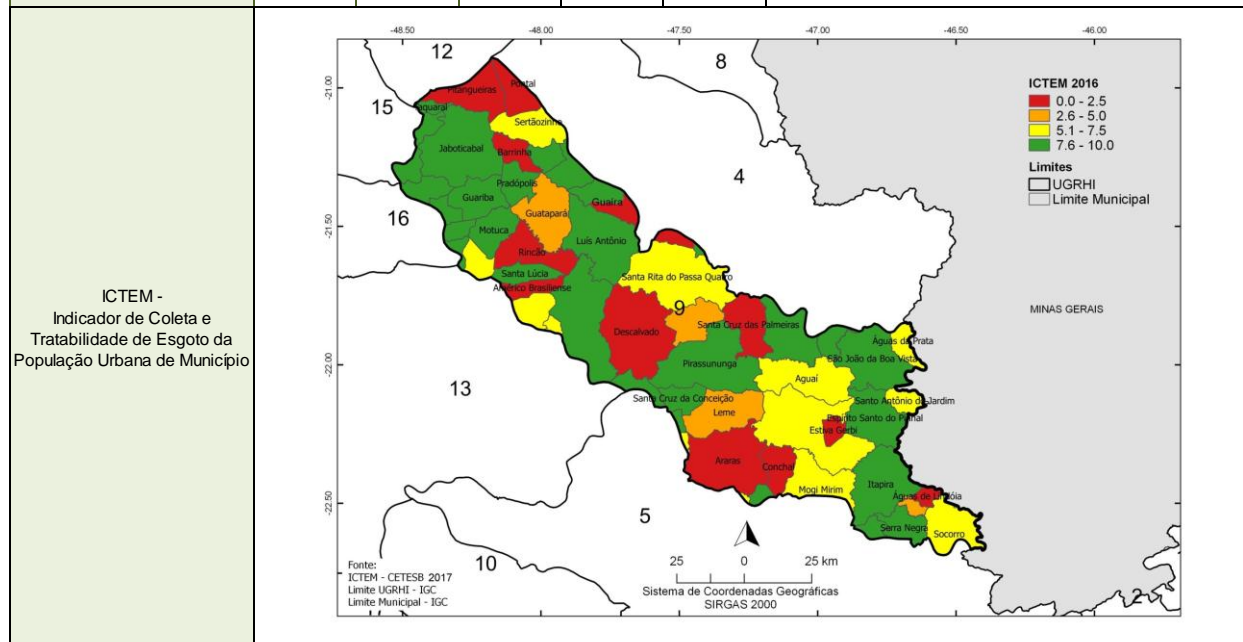 ICTEM -
Indicador de Coleta e
Tratabilidade de Esgoto da
População Urbana de Município
-48.50
-48.00
-47.50
-47.00
-46.50
-46.00
-21.00
-21.50
-22.00
-22.50
12
8
15
4
16
9
13
5
10
2
ICTEM 2016
0.0 - 2.5
2.6 - 5.0
5.1 - 7.5
7.6 - 10.0
Limites
UGRHI
Limite Municipal
MINAS GERAIS
Pitangueiras
Pontal
Sertãozinho
Jaboticabal
Barrinha
Pradópolis
Guariba
Guatapará
Guaíra
Motuca
Luís Antônio
Rincão
Santa Lúcia
Américo Brasiliense
Santa Rita do Passa Quatro
Descalvado
Santa Cruz das Palmeiras
Águas da Prata
São João da Boa Vista
Pirassununga
Aguaí
Santa Cruz da Conceição
Leme
Santo Antônio do Jardim
Espírito Santo do Pinhal
Estiva Gerbi
Araras
Conchal
Mogi Mirim
Itapira
Águas de Lindóia
Serra Negra
Socorro
25 0 25 km
Sistema de Coordenadas Geográficas
SIRGAS 2000
Fonte:
ICTEM - CETESB 2017
Limite UGRHI - IGC
Limite Municipal - IGC